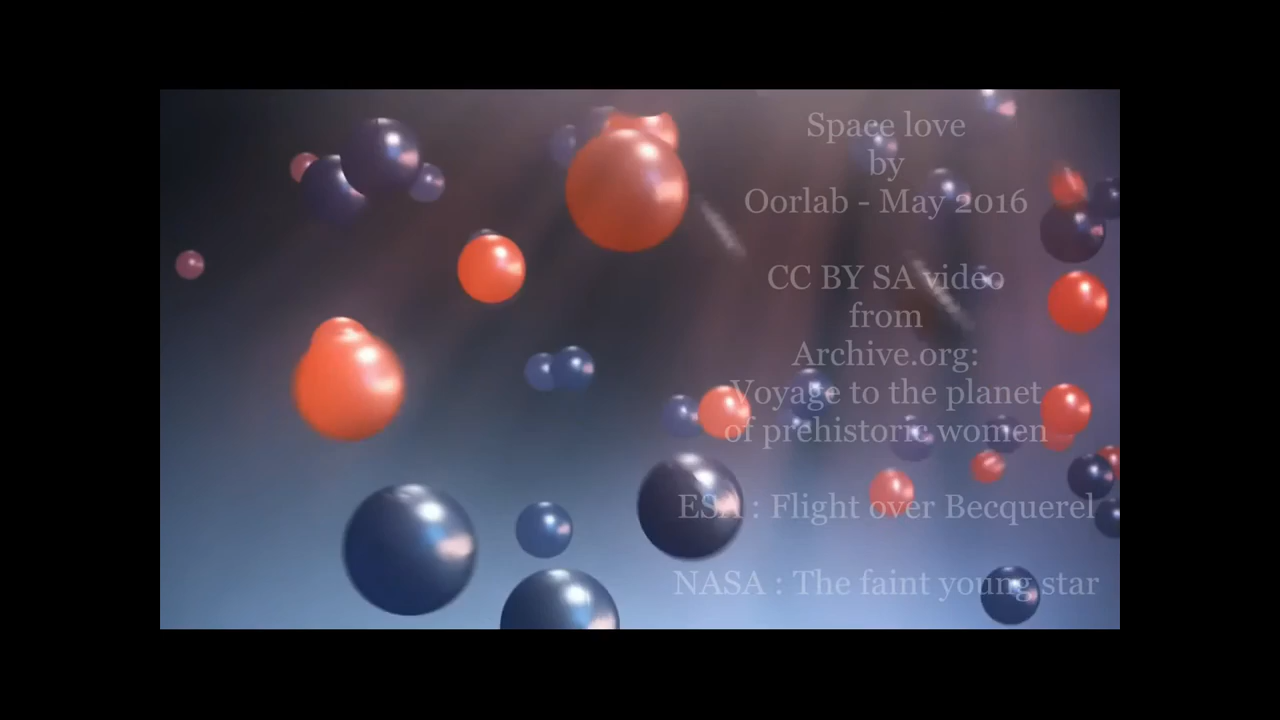 Space love
by
Oorlab - May 2016
CC BY SA video
from
Archive.org:
Voyage to the planet
of prehistoric women
ESA : Flight over Becquerel
NASA : The faint young star